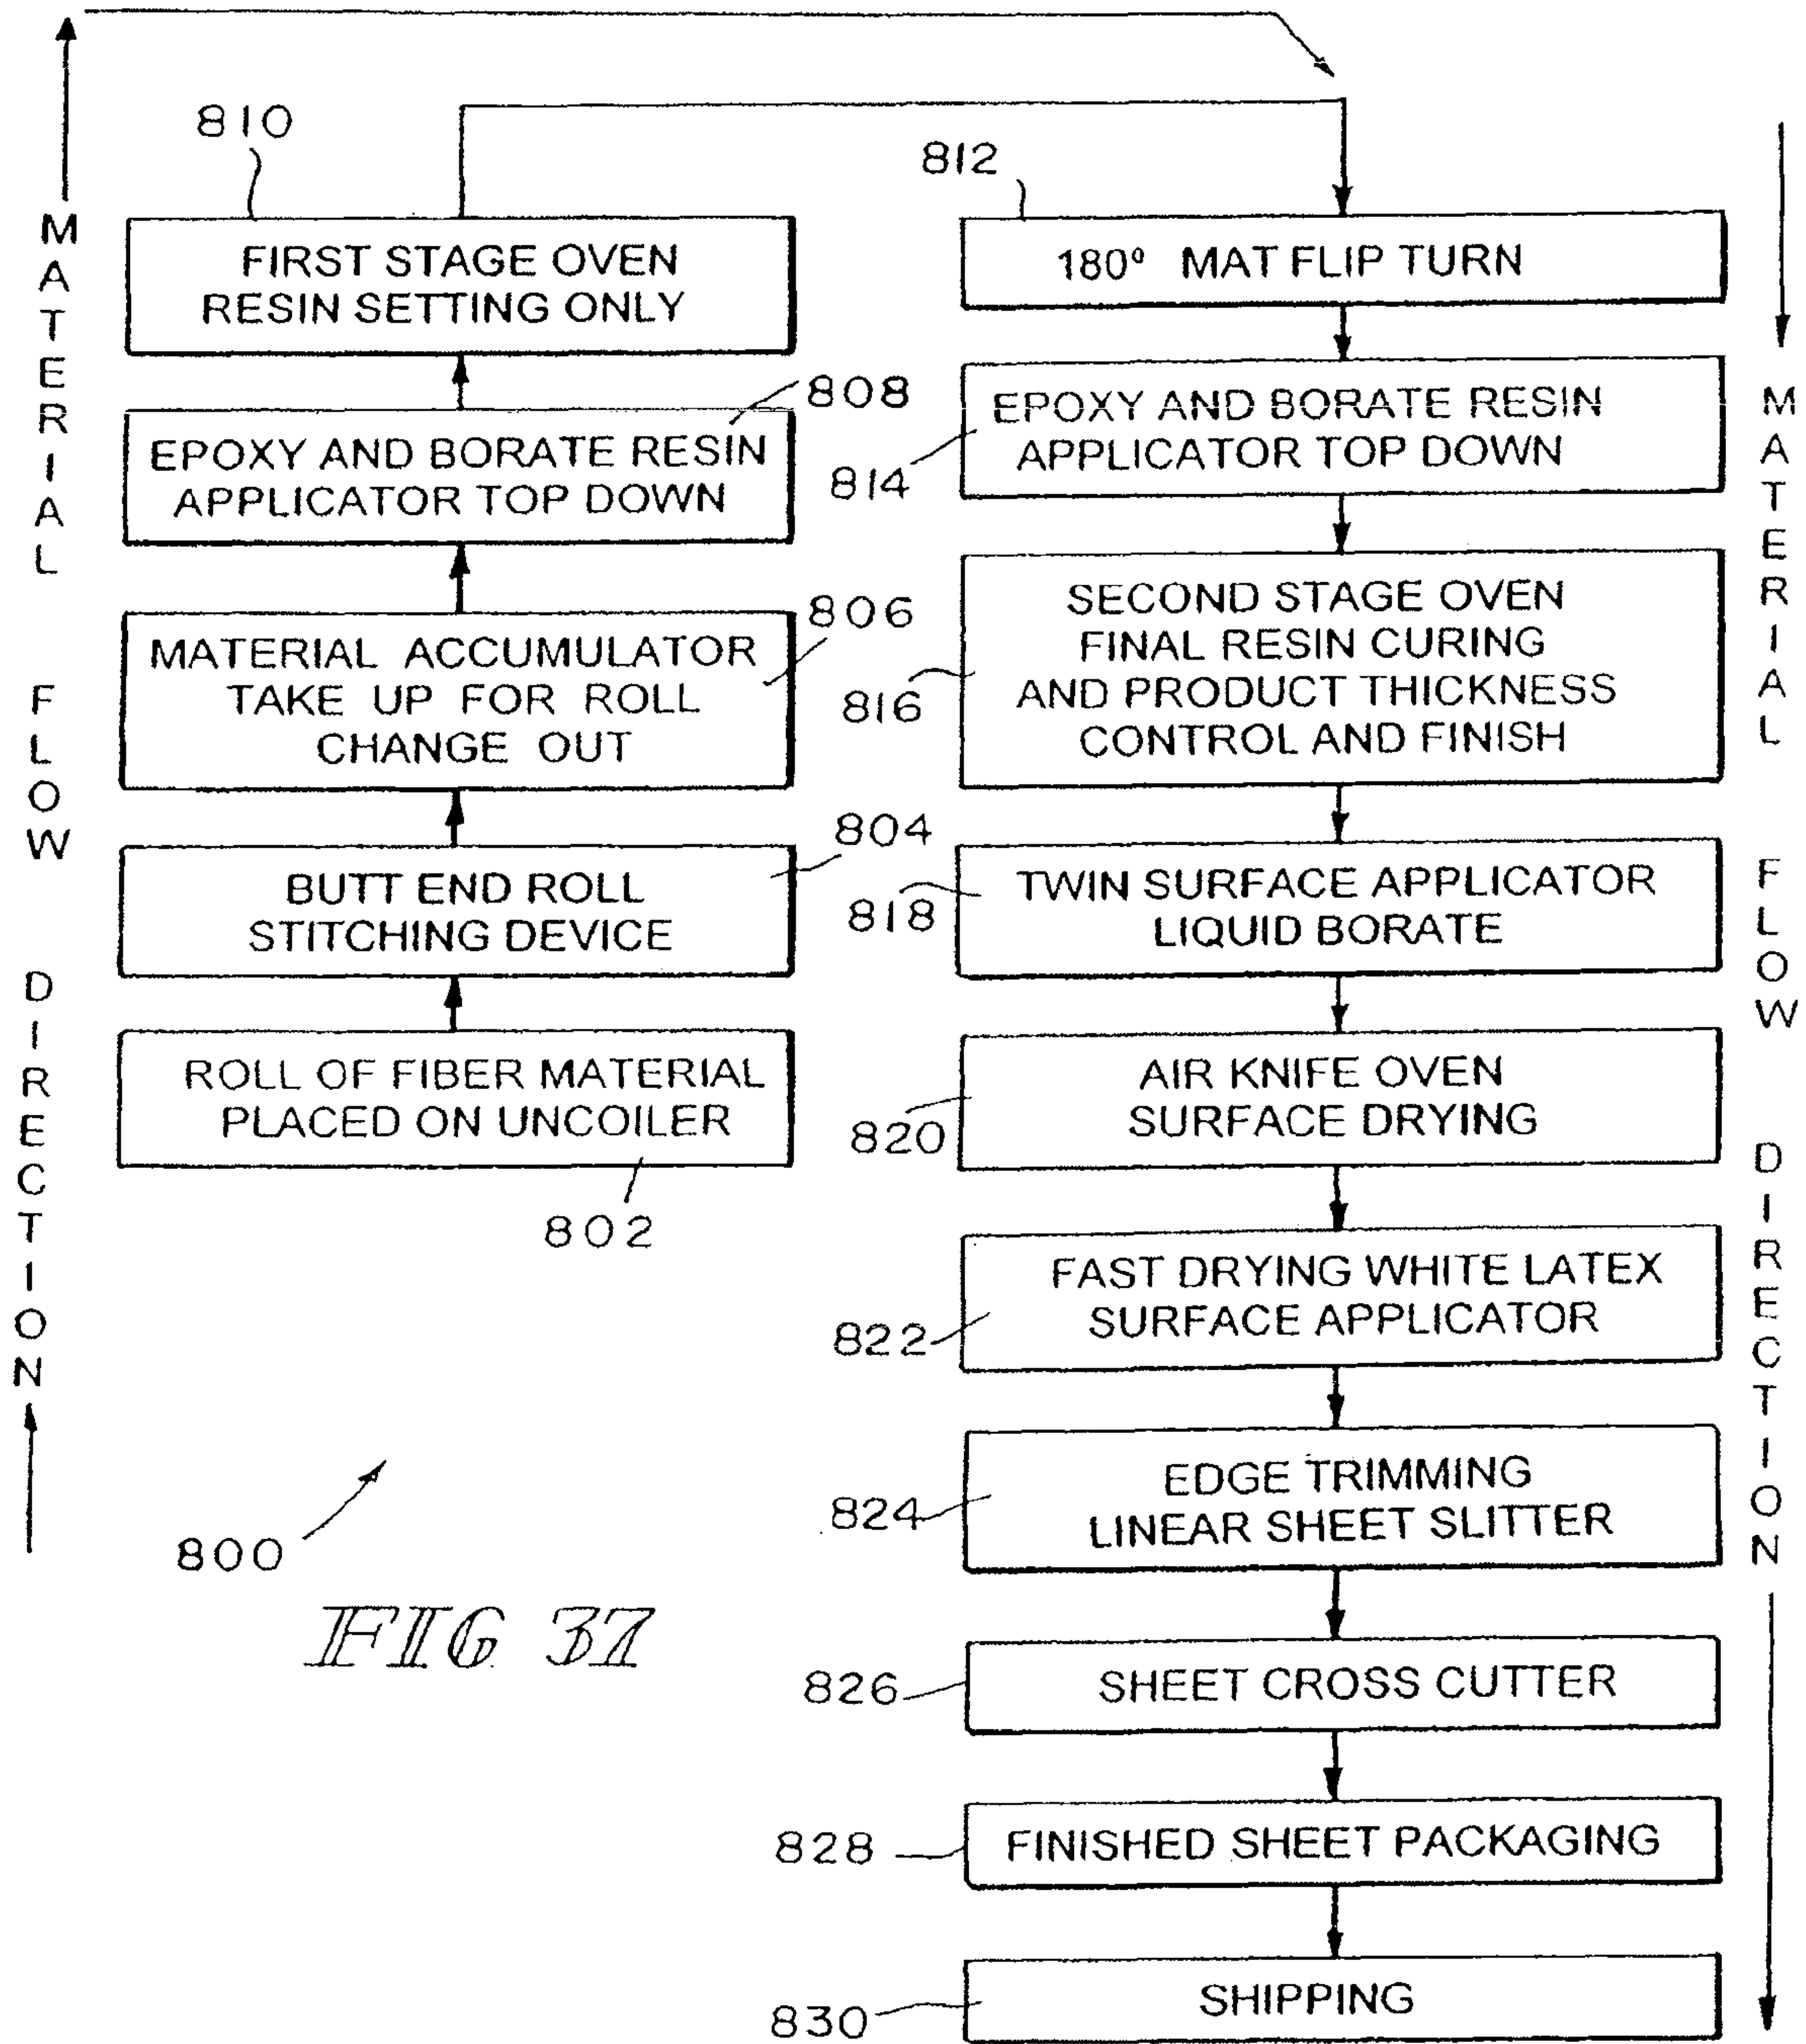 MATERIAL FLOW DIRECTION
810
FIRST STAGE OVEN
RESIN SETTING ONLY
808
EPOXY AND BORATE RESIN
APPLICATOR TOP DOWN
806
MATERIAL ACCUMULATOR
TAKE UP FOR ROLL
CHANGE OUT
804
BUTT END ROLL
STITCHING DEVICE
ROLL OF FIBER MATERIAL
PLACED ON UNCOILER
802
800
FIG 37
812
180° MAT FLIP TURN
814
EPOXY AND BORATE RESIN
APPLICATOR TOP DOWN
816
SECOND STAGE OVEN
FINAL RESIN CURING
AND PRODUCT THICKNESS
CONTROL AND FINISH
818
TWIN SURFACE APPLICATOR
LIQUID BORATE
820
AIR KNIFE OVEN
SURFACE DRYING
822
FAST DRYING WHITE LATEX
SURFACE APPLICATOR
824
EDGE TRIMMING
LINEAR SHEET SLITTER
826
SHEET CROSS CUTTER
828
FINISHED SHEET PACKAGING
830
SHIPPING
MATERIAL FLOW DIRECTION